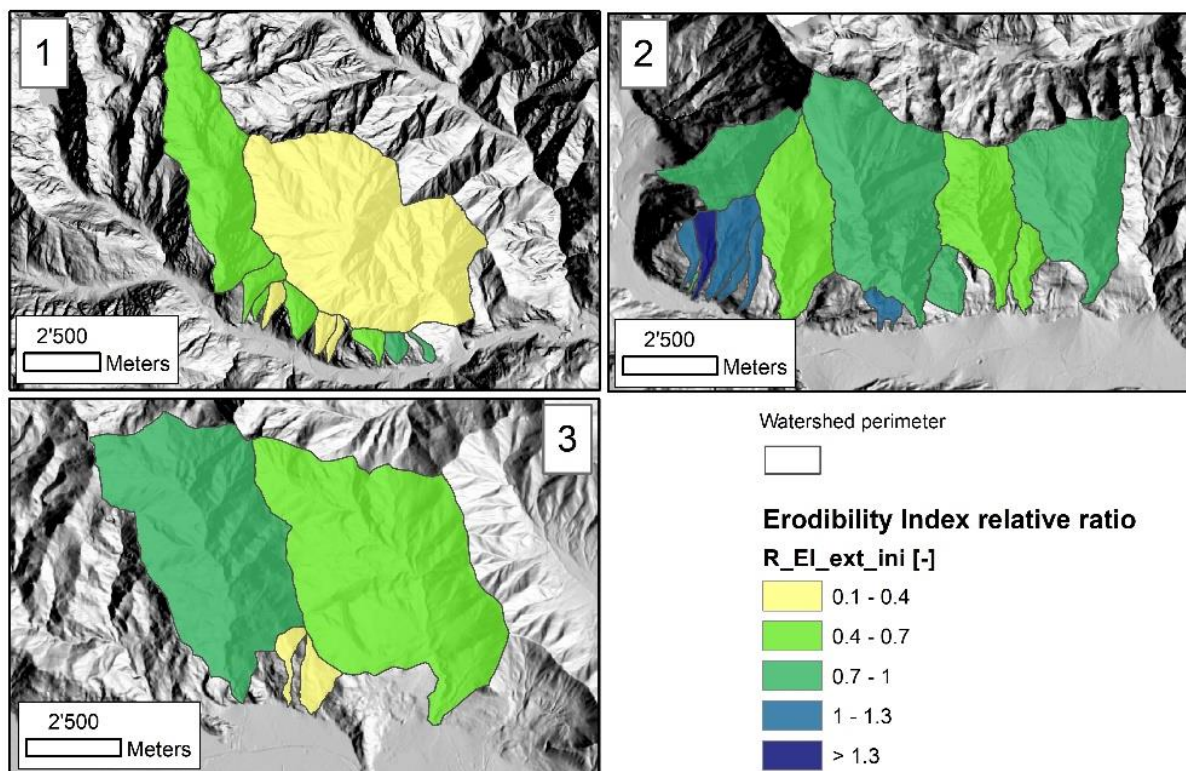 1
2'500
Meters
2
2'500
Meters
3
2'500
Meters
Watershed perimeter
Erodibility Index relative ratio
R_EI_ext_ini [-]
0.1 - 0.4
0.4 - 0.7
0.7 - 1
1 - 1.3
> 1.3